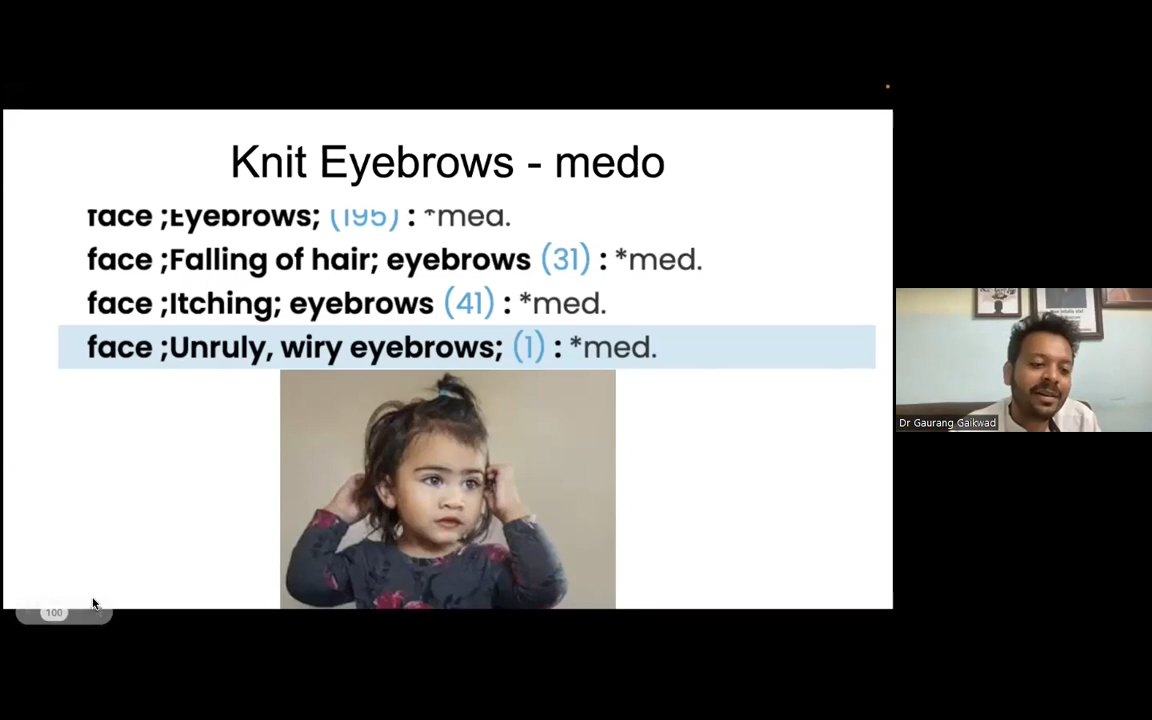 Knit Eyebrows - medo
face ;Eyebrows; (195) : *med.
face ;Falling of hair; eyebrows (31) : *med.
face ;Itching; eyebrows (41) : *med.
face ;Unruly, wiry eyebrows; (1) : *med.
Dr Gaurang Gaikwad
100